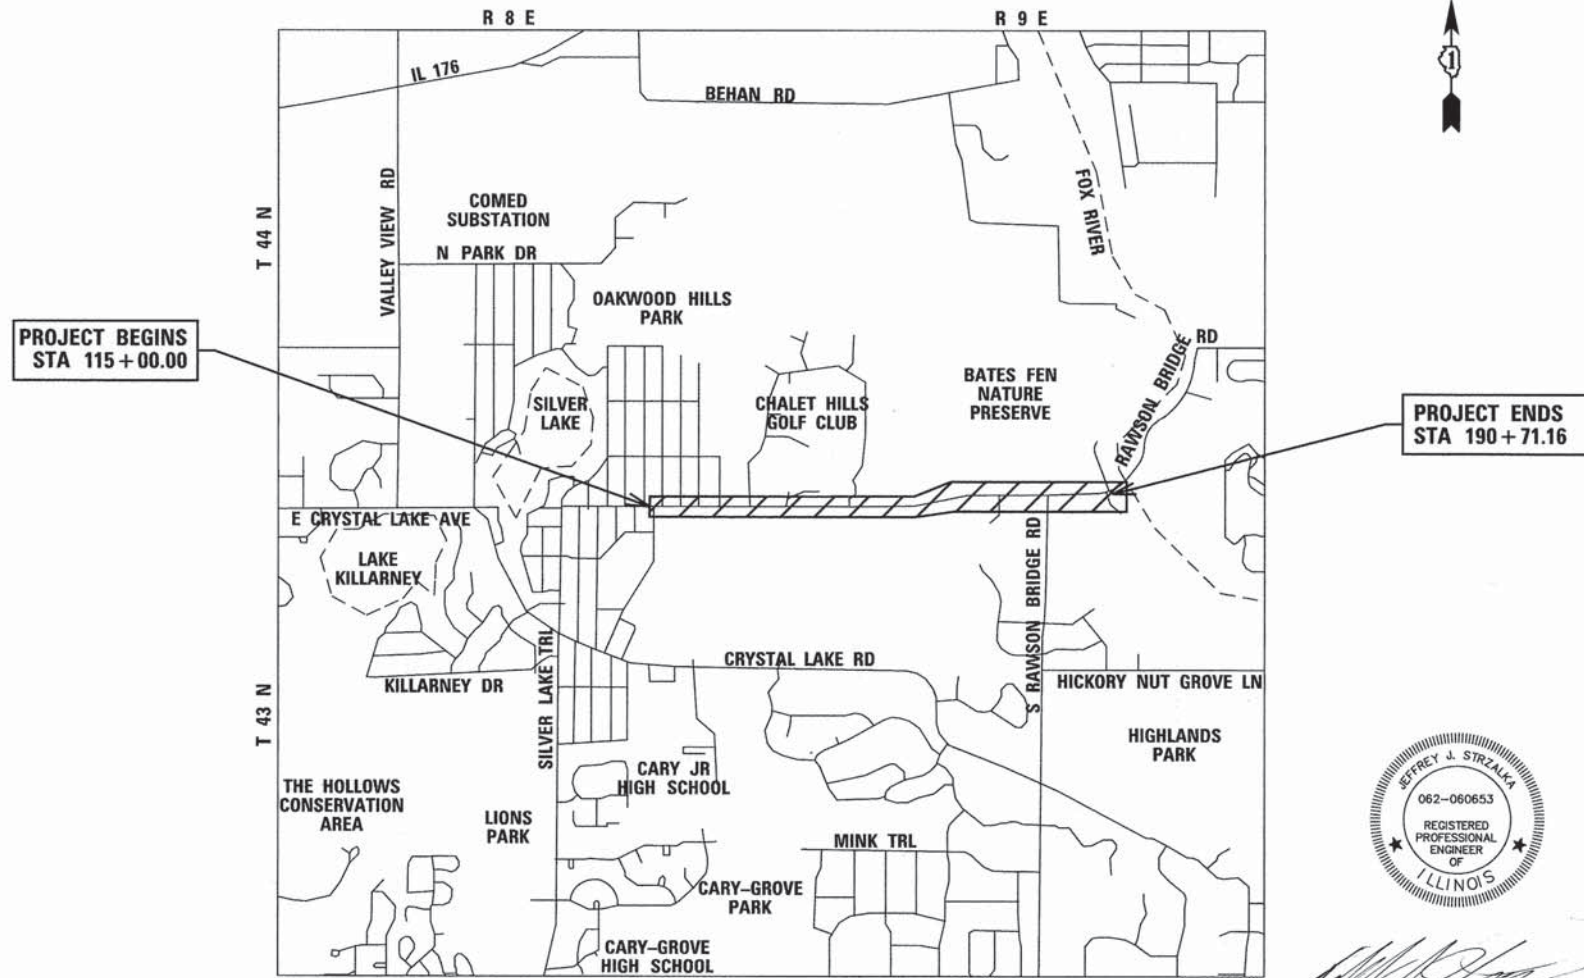 R 8 E
R 9 E
1
IL 176
BEHAN RD
T 44 N
VALLEY VIEW RD
COMED
SUBSTATION
N PARK DR
FOX RIVER
OAKWOOD HILLS
PARK
PROJECT BEGINS
STA 115+00.00
SILVER
LAKE
CHALET HILLS
GOLF CLUB
BATES FEN
NATURE
PRESERVE
RAWSON BRIDGE RD
PROJECT ENDS
STA 190+71.16
E CRYSTAL LAKE AVE
LAKE
KILLARNEY
S RAWSON BRIDGE RD
T 43 N
KILLARNEY DR
SILVER LAKE TRL
CRYSTAL LAKE RD
HICKORY NUT GROVE LN
HIGHLANDS
PARK
CARY JR
HIGH SCHOOL
THE HOLLOWS
CONSERVATION
AREA
LIONS
PARK
MINK TRL
CARY-GROVE
PARK
CARY-GROVE
HIGH SCHOOL
JEFFREY J. STRZALKA
062-060653
REGISTERED
PROFESSIONAL
ENGINEER
OF
ILLINOIS